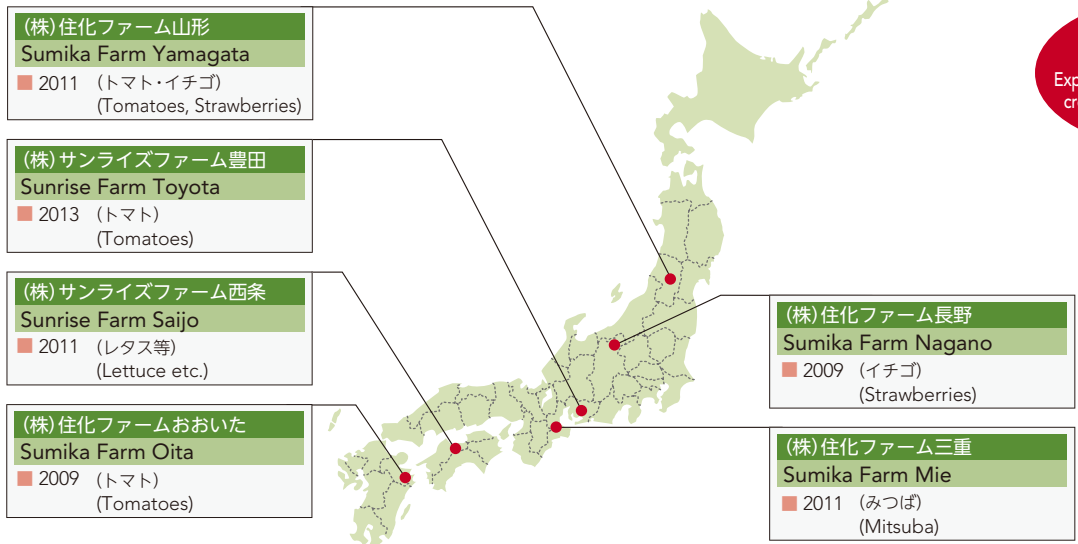 (株)住化ファーム山形
Sumika Farm Yamagata
2011 (トマト・イチゴ)
(Tomatoes, Strawberries)
(株)サンライズファーム豊田
Sunrise Farm Toyota
2013 (トマト)
(Tomatoes)
(株)サンライズファーム西条
Sunrise Farm Saijo
2011 (レタス等)
(Lettuce etc.)
(株)住化ファームおおいた
Sumika Farm Oita
2009 (トマト)
(Tomatoes)
(株)住化ファーム長野
Sumika Farm Nagano
2009 (イチゴ)
(Strawberries)
(株)住化ファーム三重
Sumika Farm Mie
2011 (みつば)
(Mitsuba)